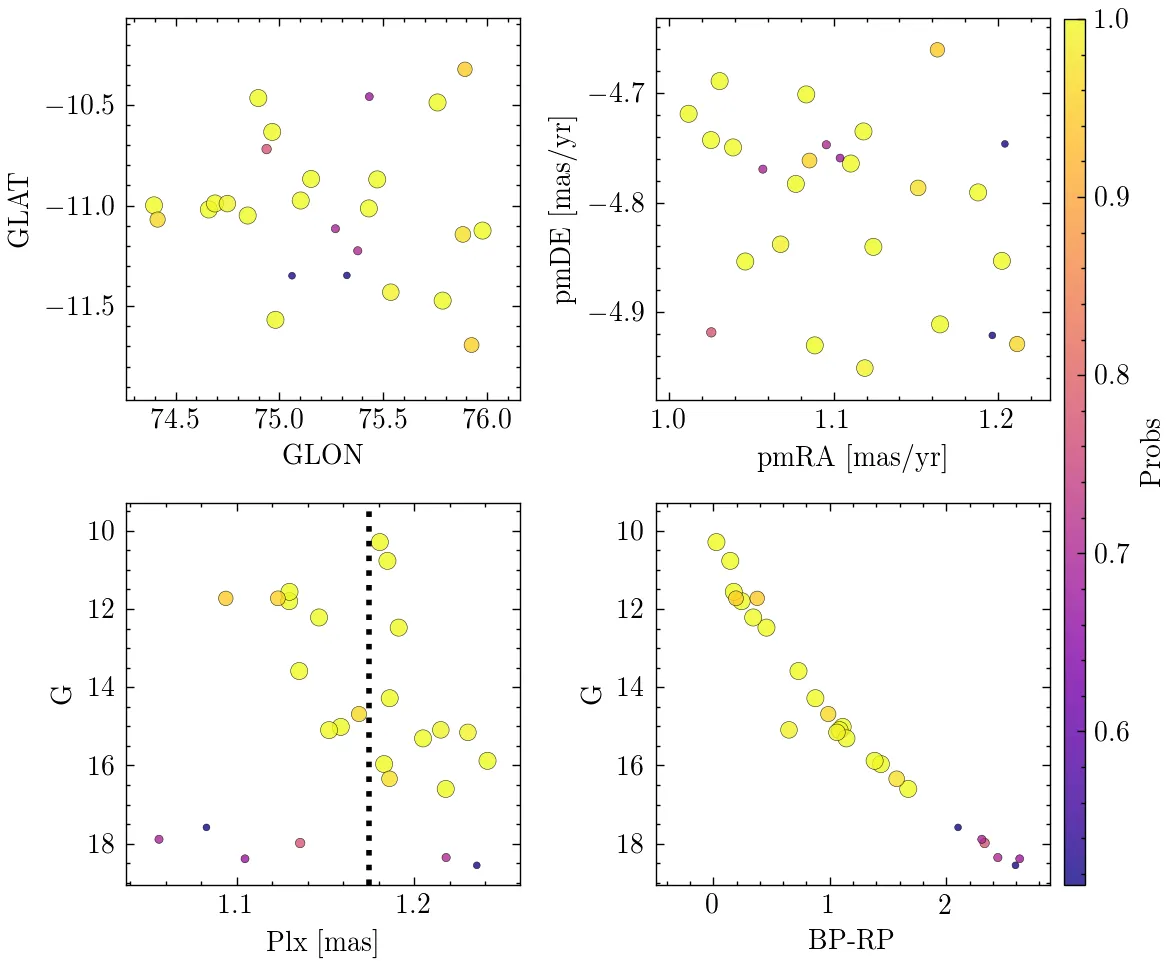 −10.5
−11.0
−11.5
GLAT
74.5 75.0 75.5 76.0
GLON
−4.7
−4.8
−4.9
pmDE [mas/yr]
1.0 1.1 1.2
pmRA [mas/yr]
10
12
14
16
18
G
1.1 1.2
Plx [mas]
10
12
14
16
18
G
0 1 2
BP-RP
1.0
0.9
0.8
0.7
0.6
Probs